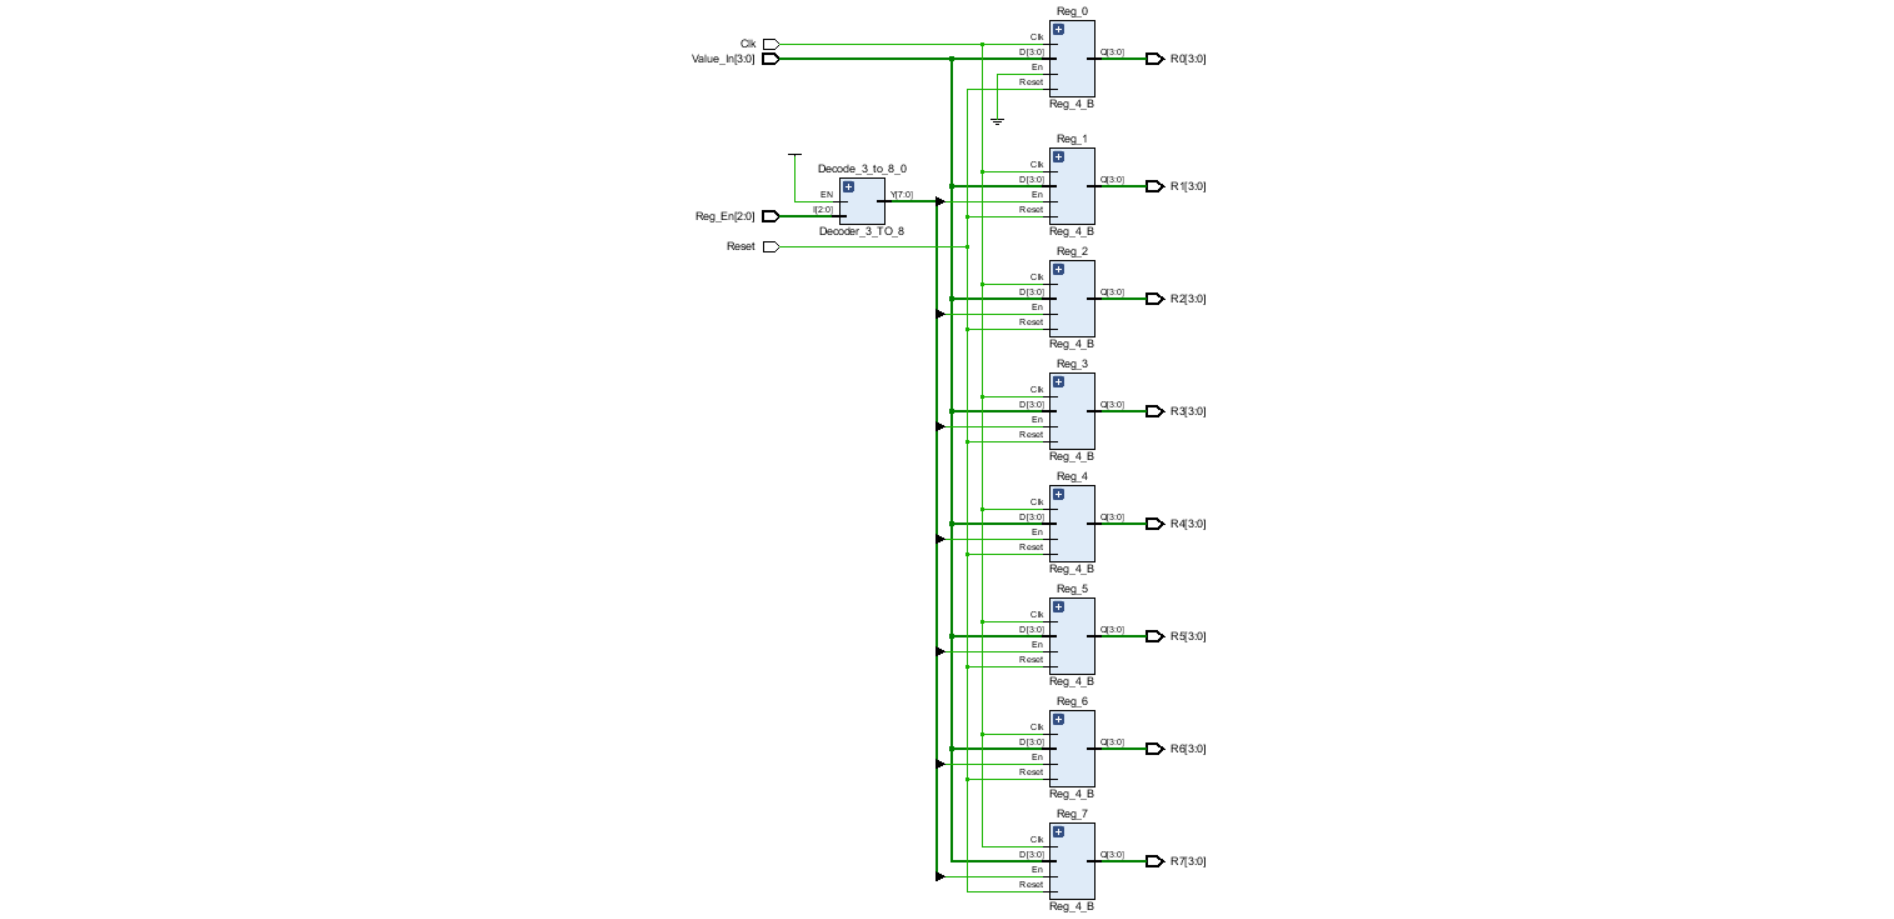 Reg_0
Clk
Clk
Value_In[3:0]
D[3:0]
Q[3:0]
R0[3:0]
En
Reset
Reg_4_B
Reg_1
Clk
Decode_3_to_8_0
D[3:0]
Q[3:0]
R1[3:0]
EN
Y[7:0]
En
Reg_En[2:0]
I[2:0]
Reset
Decoder_3_TO_8
Reg_4_B
Reset
Reg_2
Clk
D[3:0]
Q[3:0]
R2[3:0]
En
Reset
Reg_4_B
Reg_3
Clk
D[3:0]
Q[3:0]
R3[3:0]
En
Reset
Reg_4_B
Reg_4
Clk
D[3:0]
Q[3:0]
R4[3:0]
En
Reset
Reg_4_B
Reg_5
Clk
D[3:0]
Q[3:0]
R5[3:0]
En
Reset
Reg_4_B
Reg_6
Clk
D[3:0]
Q[3:0]
R6[3:0]
En
Reset
Reg_4_B
Reg_7
Clk
D[3:0]
Q[3:0]
R7[3:0]
En
Reset
Reg_4_B